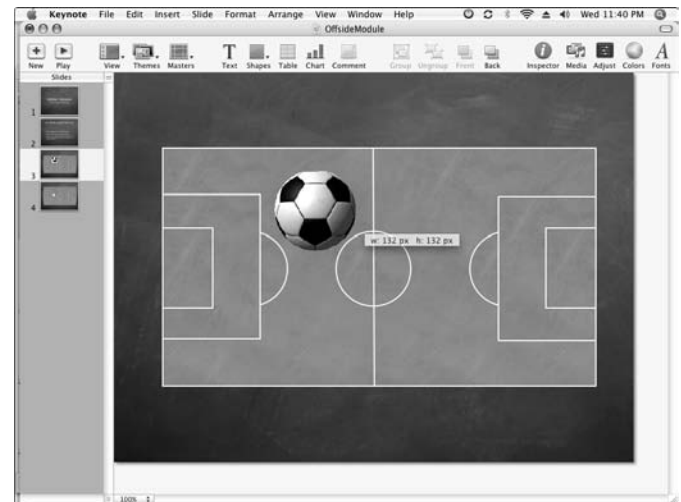 Keynote File Edit Insert Slide Format Arrange View Window Help Wed 11:40 PM
OffsideModule
New Play View Themes Masters Text Shapes Table Chart Comment Group Ungroup Front Back Inspector Media Adjust Colors Fonts
Slides
1
2
3
4
w: 132 px h: 132 px
100%